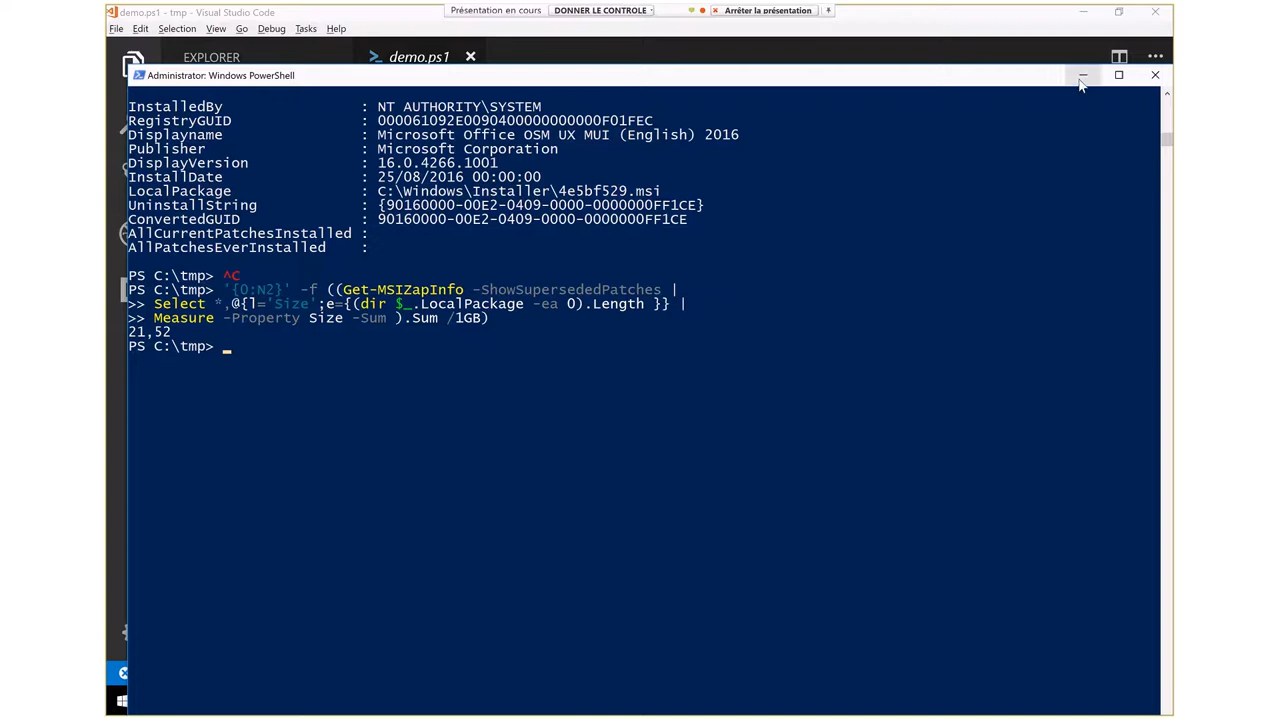 demo.ps1 - tmp - Visual Studio Code
Présentation en cours DONNER LE CONTROLE Arrêter la présentation
File Edit Selection View Go Debug Tasks Help
EXPLORER demo.ps1
Administrator: Windows PowerShell
InstalledBy : NT AUTHORITY\SYSTEM
RegistryGUID : 000061092E0090400000000000F01FEC
Displayname : Microsoft Office OSM UX MUI (English) 2016
Publisher : Microsoft Corporation
DisplayVersion : 16.0.4266.1001
InstallDate : 25/08/2016 00:00:00
LocalPackage : C:\Windows\Installer\4e5bf529.msi
UninstallString : {90160000-00E2-0409-0000-0000000FF1CE}
ConvertedGUID : 90160000-00E2-0409-0000-0000000FF1CE
AllCurrentPatchesInstalled :
AllPatchesEverInstalled :
PS C:\tmp> ^C
PS C:\tmp> '{0:N2}' -f ((Get-MSIZapInfo -ShowSupersededPatches |
>> Select *,@{l='Size';e={(dir $_.LocalPackage -ea 0).Length }} |
>> Measure -Property Size -Sum ).Sum /1GB)
21,52
PS C:\tmp>